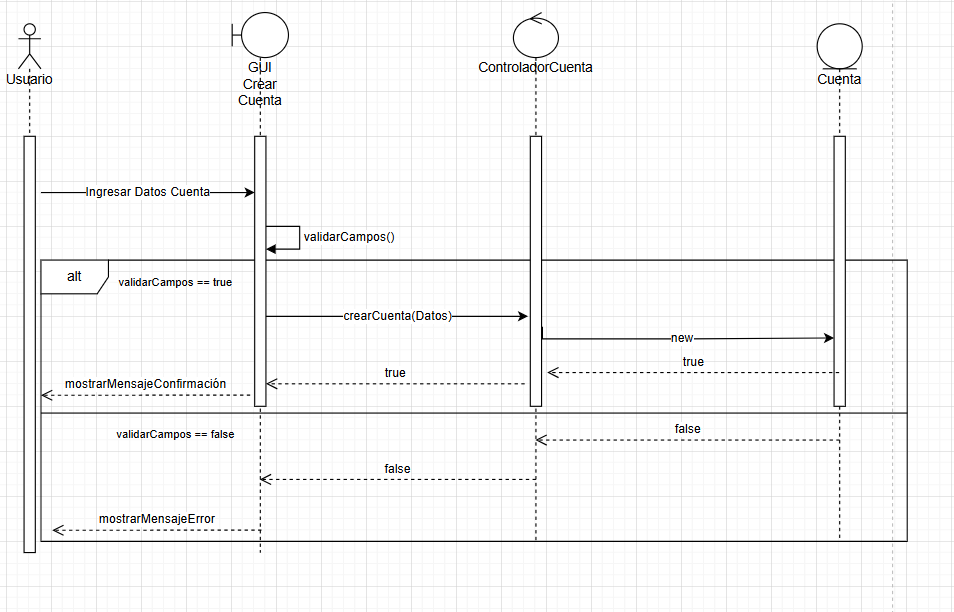 Usuario
GUI
Crear
Cuenta
ControladorCuenta
Cuenta
Ingresar Datos Cuenta
validarCampos()
alt
validarCampos == true
crearCuenta(Datos)
new
true
true
mostrarMensajeConfirmación
validarCampos == false
false
false
mostrarMensajeError